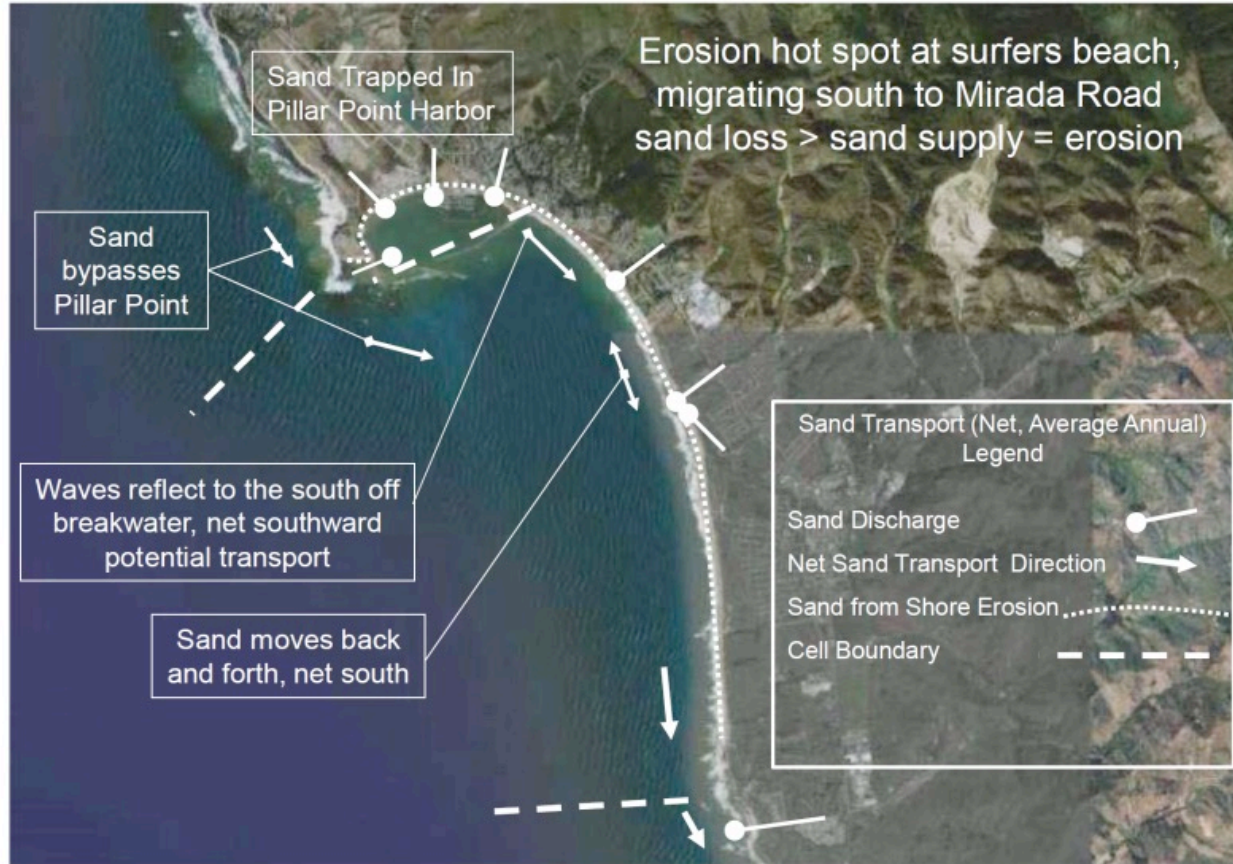 Erosion hot spot at surfers beach,
migrating south to Mirada Road
sand loss > sand supply = erosion
Sand Trapped In
Pillar Point Harbor
Sand
bypasses
Pillar Point
Waves reflect to the south off
breakwater, net southward
potential transport
Sand moves back
and forth, net south
Sand Transport (Net, Average Annual)
Legend
Sand Discharge
Net Sand Transport Direction
Sand from Shore Erosion
Cell Boundary